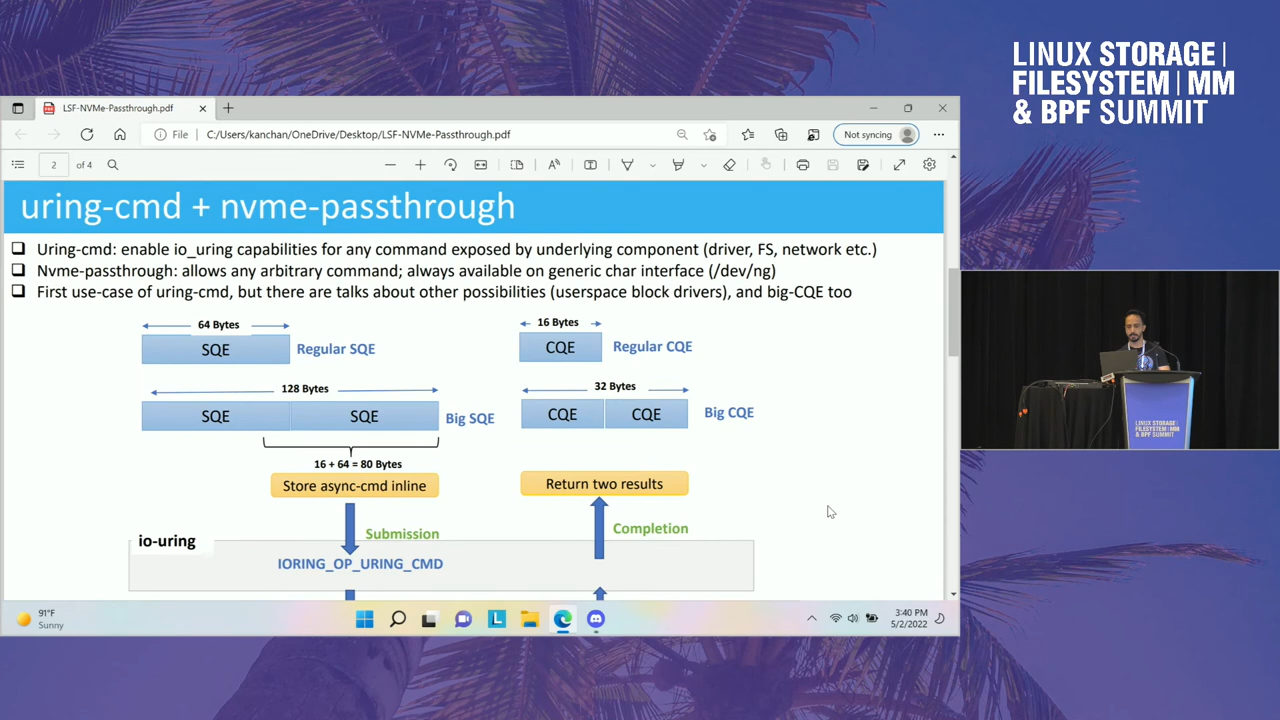 LINUX STORAGE |
FILESYSTEM | MM
& BPF SUMMIT
LSF-NVMe-Passthrough.pdf
File
C:/Users/kanchan/OneDrive/Desktop/LSF-NVMe-Passthrough.pdf
Not syncing
2 of 4
uring-cmd + nvme-passthrough
Uring-cmd: enable io_uring capabilities for any command exposed by underlying component (driver, FS, network etc.)
Nvme-passthrough: allows any arbitrary command; always available on generic char interface (/dev/ng)
First use-case of uring-cmd, but there are talks about other possibilities (userspace block drivers), and big-CQE too
64 Bytes
16 Bytes
SQE
Regular SQE
CQE
Regular CQE
128 Bytes
32 Bytes
SQE
SQE
Big SQE
CQE
CQE
Big CQE
16 + 64 = 80 Bytes
Store async-cmd inline
Return two results
Submission
Completion
io-uring
IORING_OP_URING_CMD
91°F
Sunny
3:40 PM
5/2/2022
LINUX STORAGE |
FILESYSTEM | MM
& BPF SUMMIT